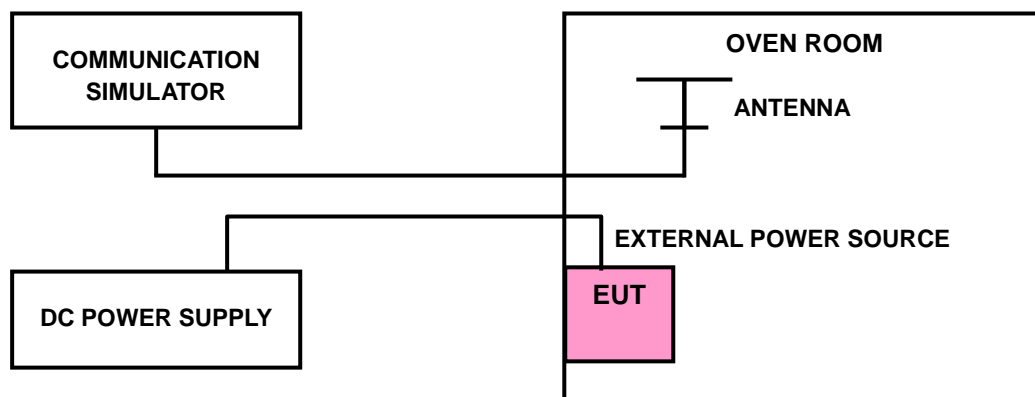 COMMUNICATION
SIMULATOR
OVEN ROOM
ANTENNA
EXTERNAL POWER SOURCE
DC POWER SUPPLY
EUT